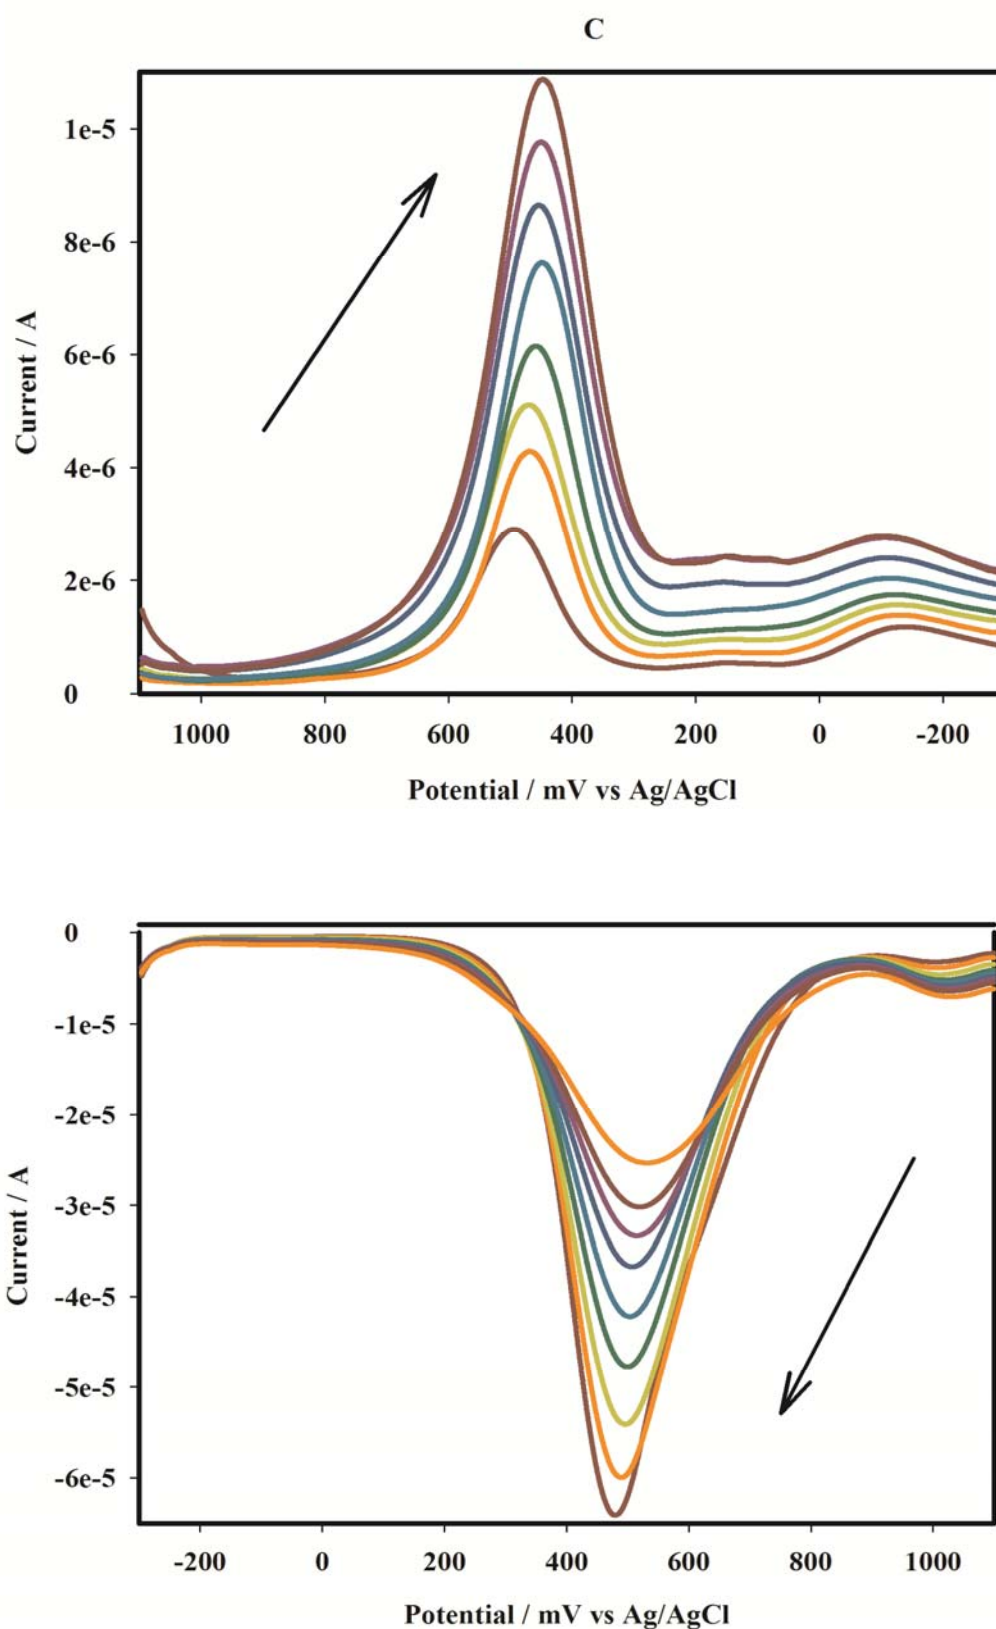 C
1e-5
8e-6
6e-6
4e-6
2e-6
0
Current / A
1000 800 600 400 200 0 -200
Potential / mV vs Ag/AgCl
0
-1e-5
-2e-5
-3e-5
-4e-5
-5e-5
-6e-5
Current / A
-200 0 200 400 600 800 1000
Potential / mV vs Ag/AgCl